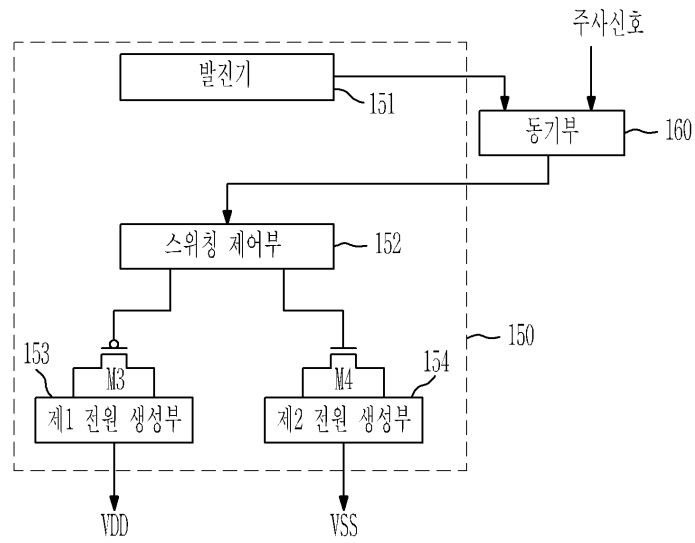 주사신호
발진기
151
동기부
160
스위칭 제어부
152
150
153
M3
M4
154
제1 전원 생성부
제2 전원 생성부
VDD
VSS